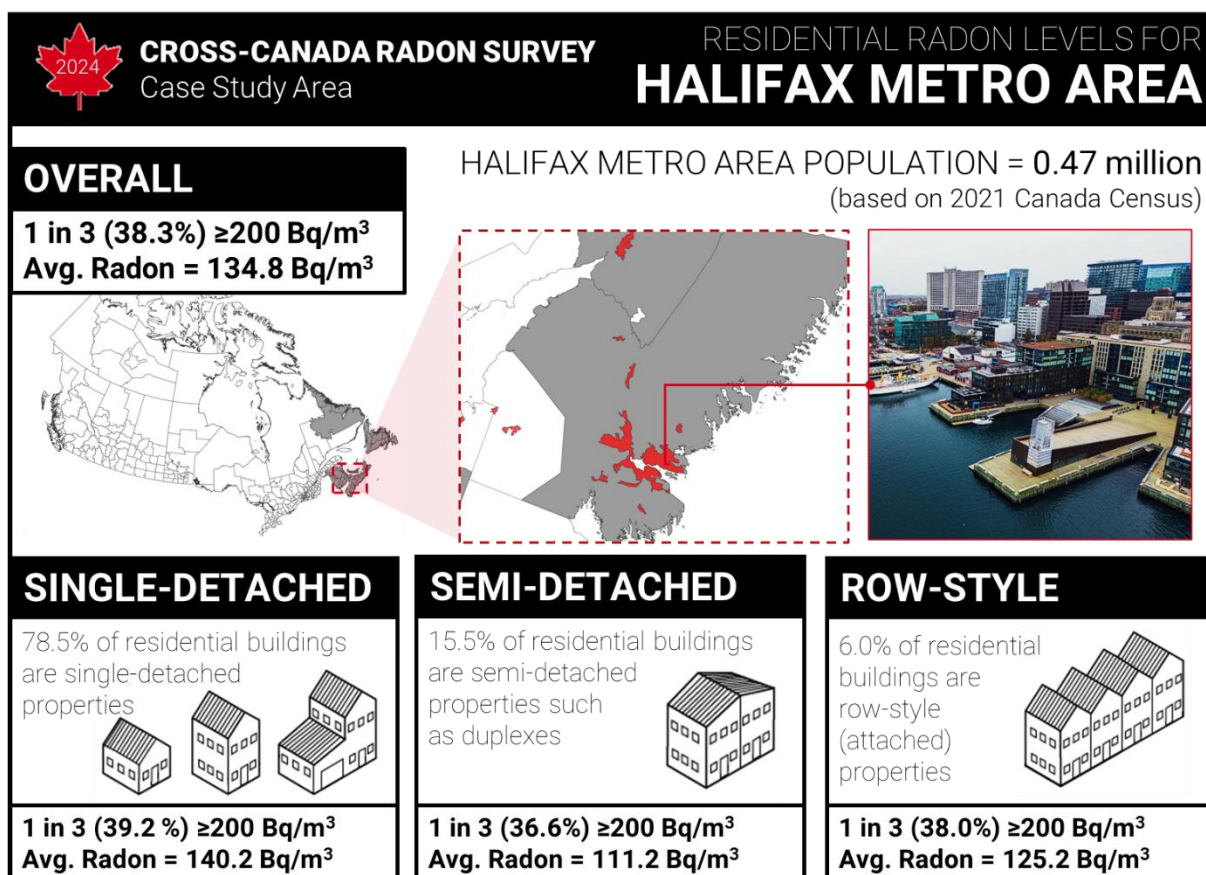 2024
CROSS-CANADA RADON SURVEY
Case Study Area
RESIDENTIAL RADON LEVELS FOR
HALIFAX METRO AREA
OVERALL
1 in 3 (38.3%) ≥200 Bq/m³
Avg. Radon = 134.8 Bq/m³
HALIFAX METRO AREA POPULATION = 0.47 million
(based on 2021 Canada Census)
SINGLE-DETACHED
78.5% of residential buildings
are single-detached
properties
1 in 3 (39.2 %) ≥200 Bq/m³
Avg. Radon = 140.2 Bq/m³
SEMI-DETACHED
15.5% of residential buildings
are semi-detached
properties such
as duplexes
1 in 3 (36.6%) ≥200 Bq/m³
Avg. Radon = 111.2 Bq/m³
ROW-STYLE
6.0% of residential
buildings are
row-style
(attached)
properties
1 in 3 (38.0%) ≥200 Bq/m³
Avg. Radon = 125.2 Bq/m³